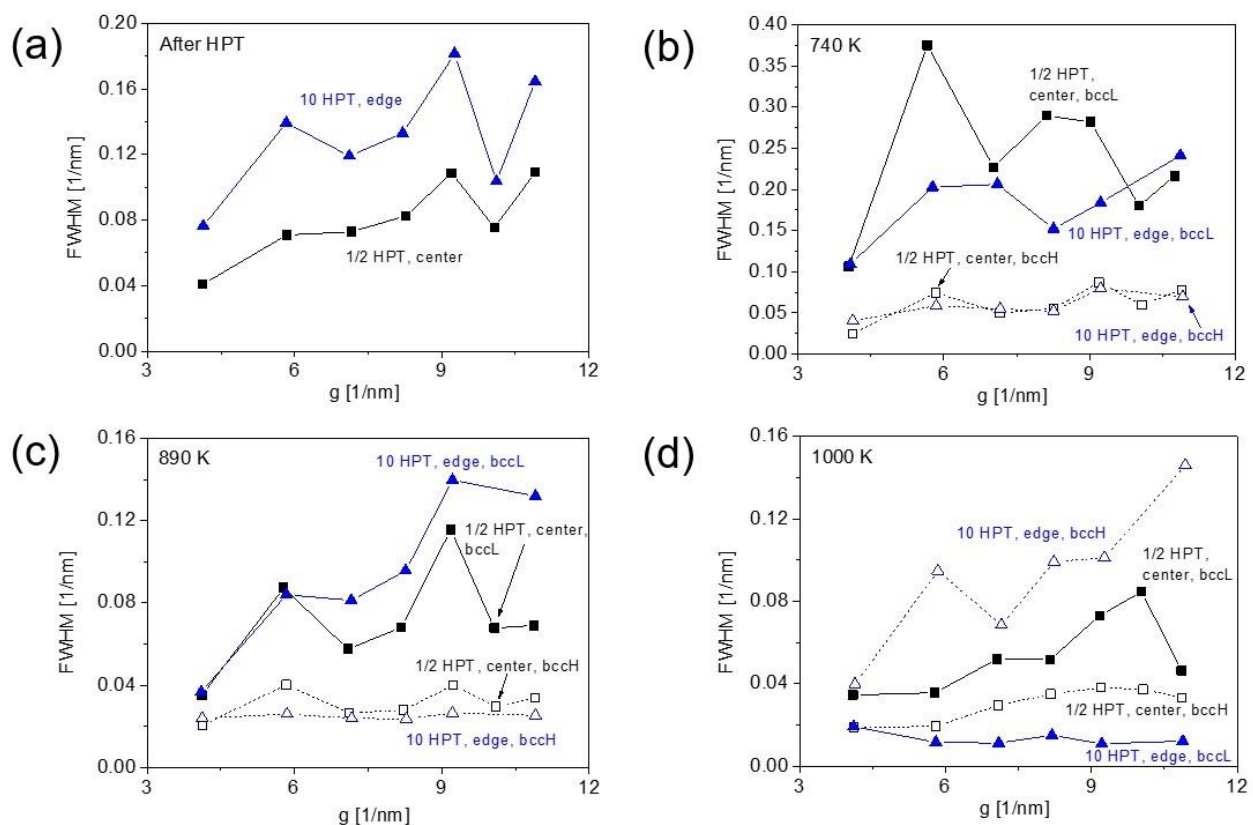 (a)
After HPT
0.20
0.16
0.12
0.08
0.04
0.00
FWHM [1/nm]
10 HPT, edge
1/2 HPT, center
3
6
9
12
g [1/nm]
(b)
740 K
0.40
0.35
0.30
0.25
0.20
0.15
0.10
0.05
0.00
FWHM [1/nm]
1/2 HPT,
center, bccL
10 HPT, edge, bccL
1/2 HPT, center, bccH
10 HPT, edge, bccH
3
6
9
12
g [1/nm]
(c)
890 K
0.16
0.12
0.08
0.04
0.00
FWHM [1/nm]
10 HPT, edge, bccL
1/2 HPT, center,
bccL
1/2 HPT, center, bccH
10 HPT, edge, bccH
3
6
9
12
g [1/nm]
(d)
1000 K
0.16
0.12
0.08
0.04
0.00
FWHM [1/nm]
10 HPT, edge, bccH
1/2 HPT,
center, bccL
1/2 HPT, center, bccH
10 HPT, edge, bccL
3
6
9
12
g [1/nm]